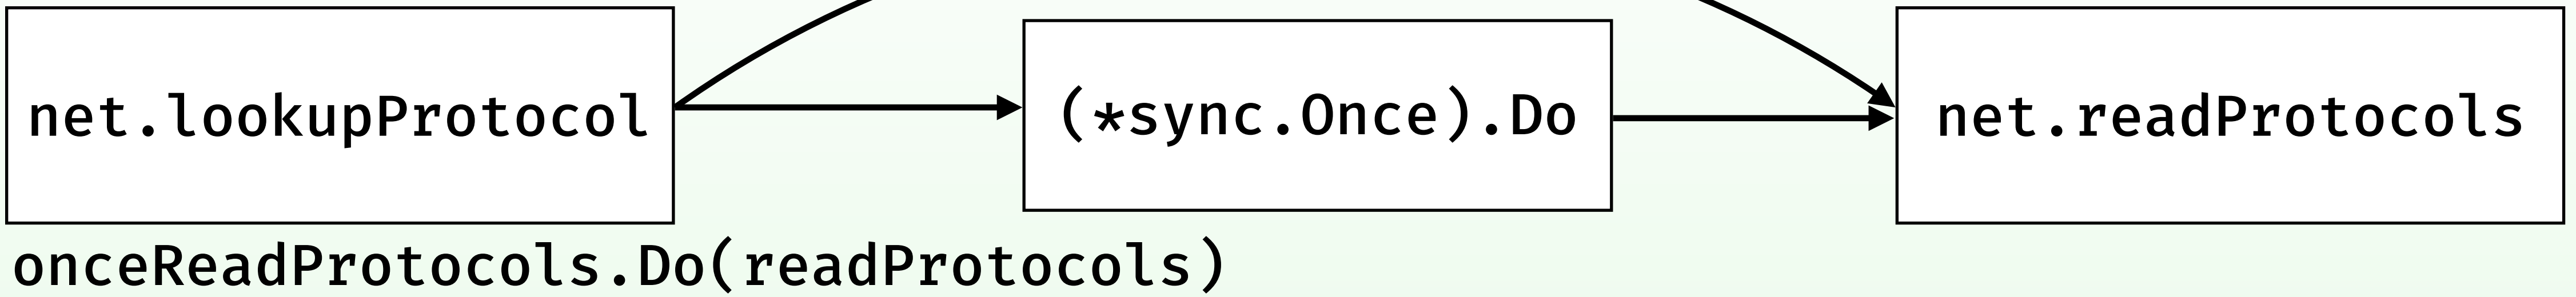 net.lookupProtocol
(*sync.Once).Do
net.readProtocols
onceReadProtocols.Do(readProtocols)